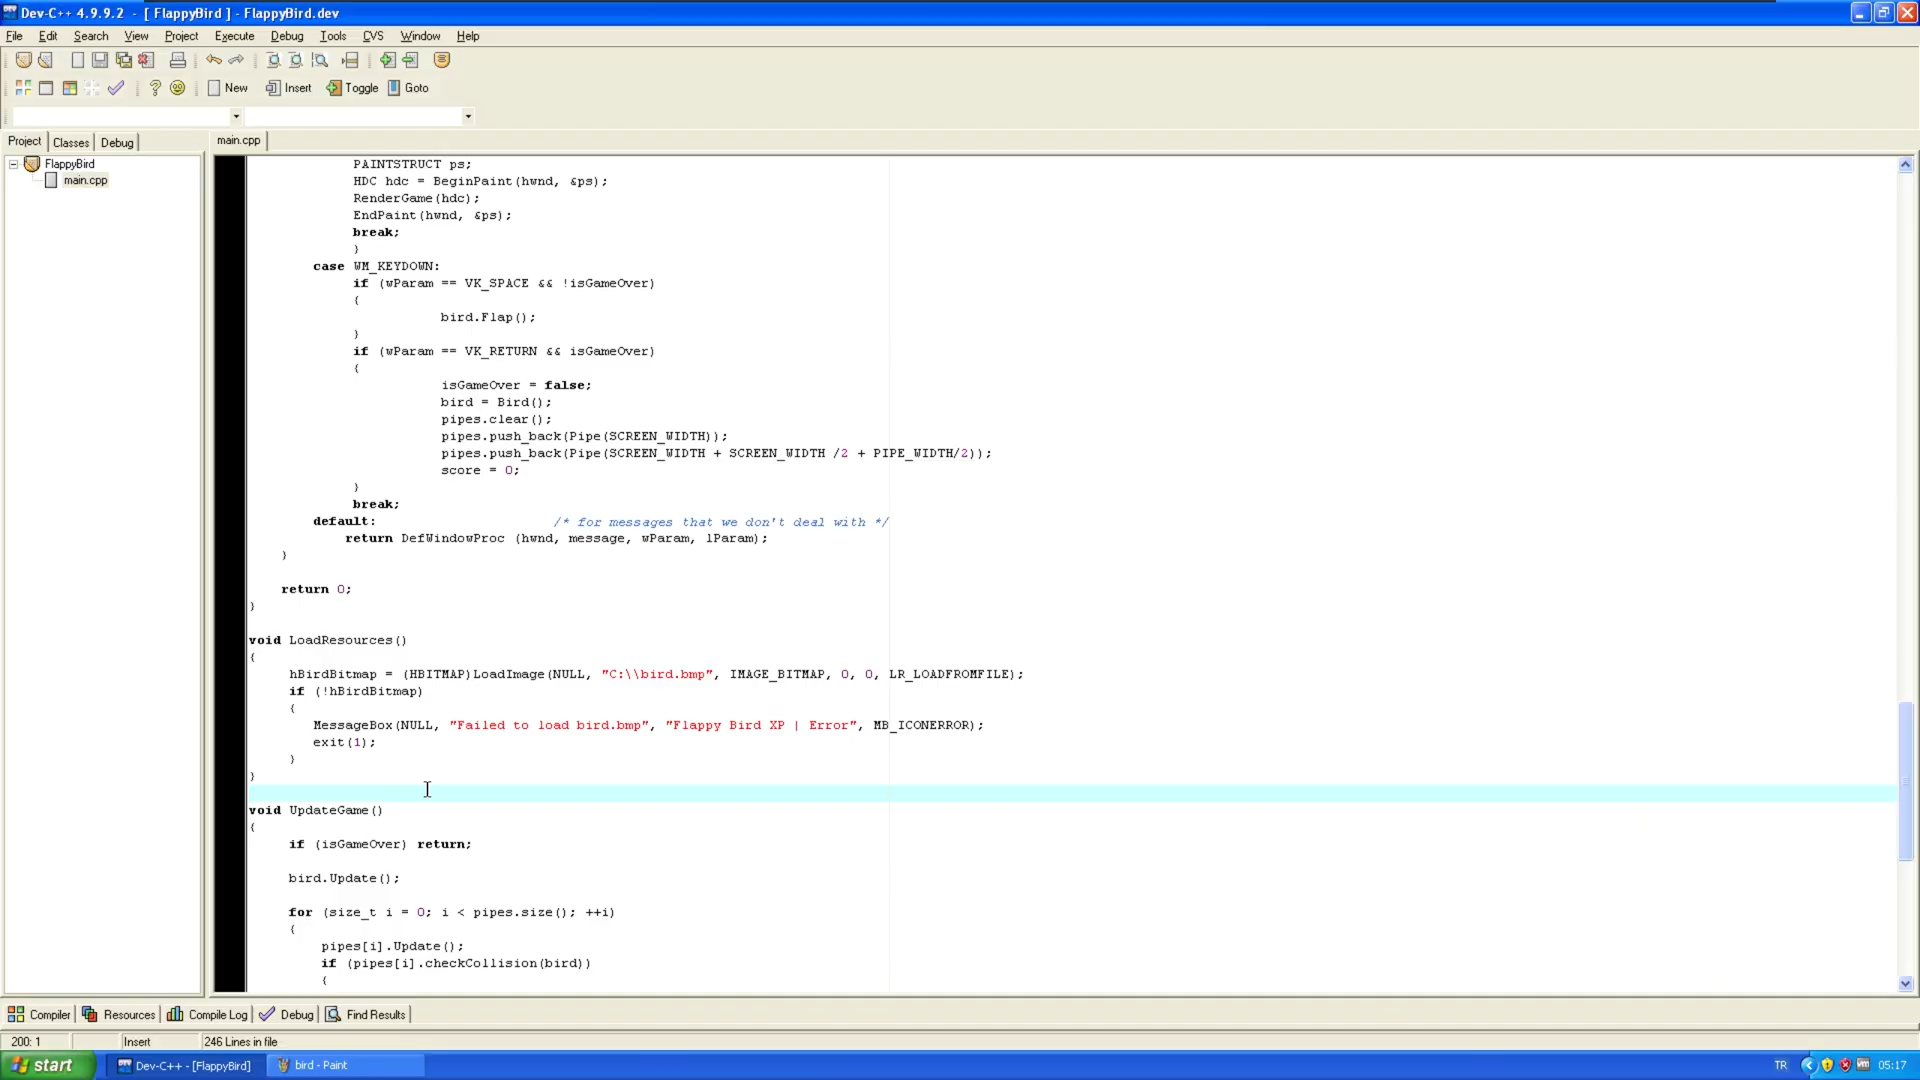 Dev-C++ 4.9.9.2 - [ FlappyBird ] - FlappyBird.dev
File Edit Search View Project Execute Debug Tools CVS Window Help
New Insert Toggle Goto
Project Classes Debug
main.cpp
FlappyBird
main.cpp
PAINTSTRUCT ps;
HDC hdc = BeginPaint(hwnd, &ps);
RenderGame(hdc);
EndPaint(hwnd, &ps);
break;
}
case WM_KEYDOWN:
if (wParam == VK_SPACE && !isGameOver)
{
bird.Flap();
}
if (wParam == VK_RETURN && isGameOver)
{
isGameOver = false;
bird = Bird();
pipes.clear();
pipes.push_back(Pipe(SCREEN_WIDTH));
pipes.push_back(Pipe(SCREEN_WIDTH + SCREEN_WIDTH /2 + PIPE_WIDTH/2));
score = 0;
}
break;
default: /* for messages that we don't deal with */
return DefWindowProc (hwnd, message, wParam, lParam);
}
return 0;
}
void LoadResources()
{
hBirdBitmap = (HBITMAP)LoadImage(NULL, "C:\\bird.bmp", IMAGE_BITMAP, 0, 0, LR_LOADFROMFILE);
if (!hBirdBitmap)
{
MessageBox(NULL, "Failed to load bird.bmp", "Flappy Bird XP | Error", MB_ICONERROR);
exit(1);
}
}
void UpdateGame()
{
if (isGameOver) return;
bird.Update();
for (size_t i = 0; i < pipes.size(); ++i)
{
pipes[i].Update();
if (pipes[i].checkCollision(bird))
{
Compiler Resources Compile Log Debug Find Results
200: 1 Insert 246 Lines in file
start Dev-C++ - [FlappyBird] bird - Paint TR 05:17